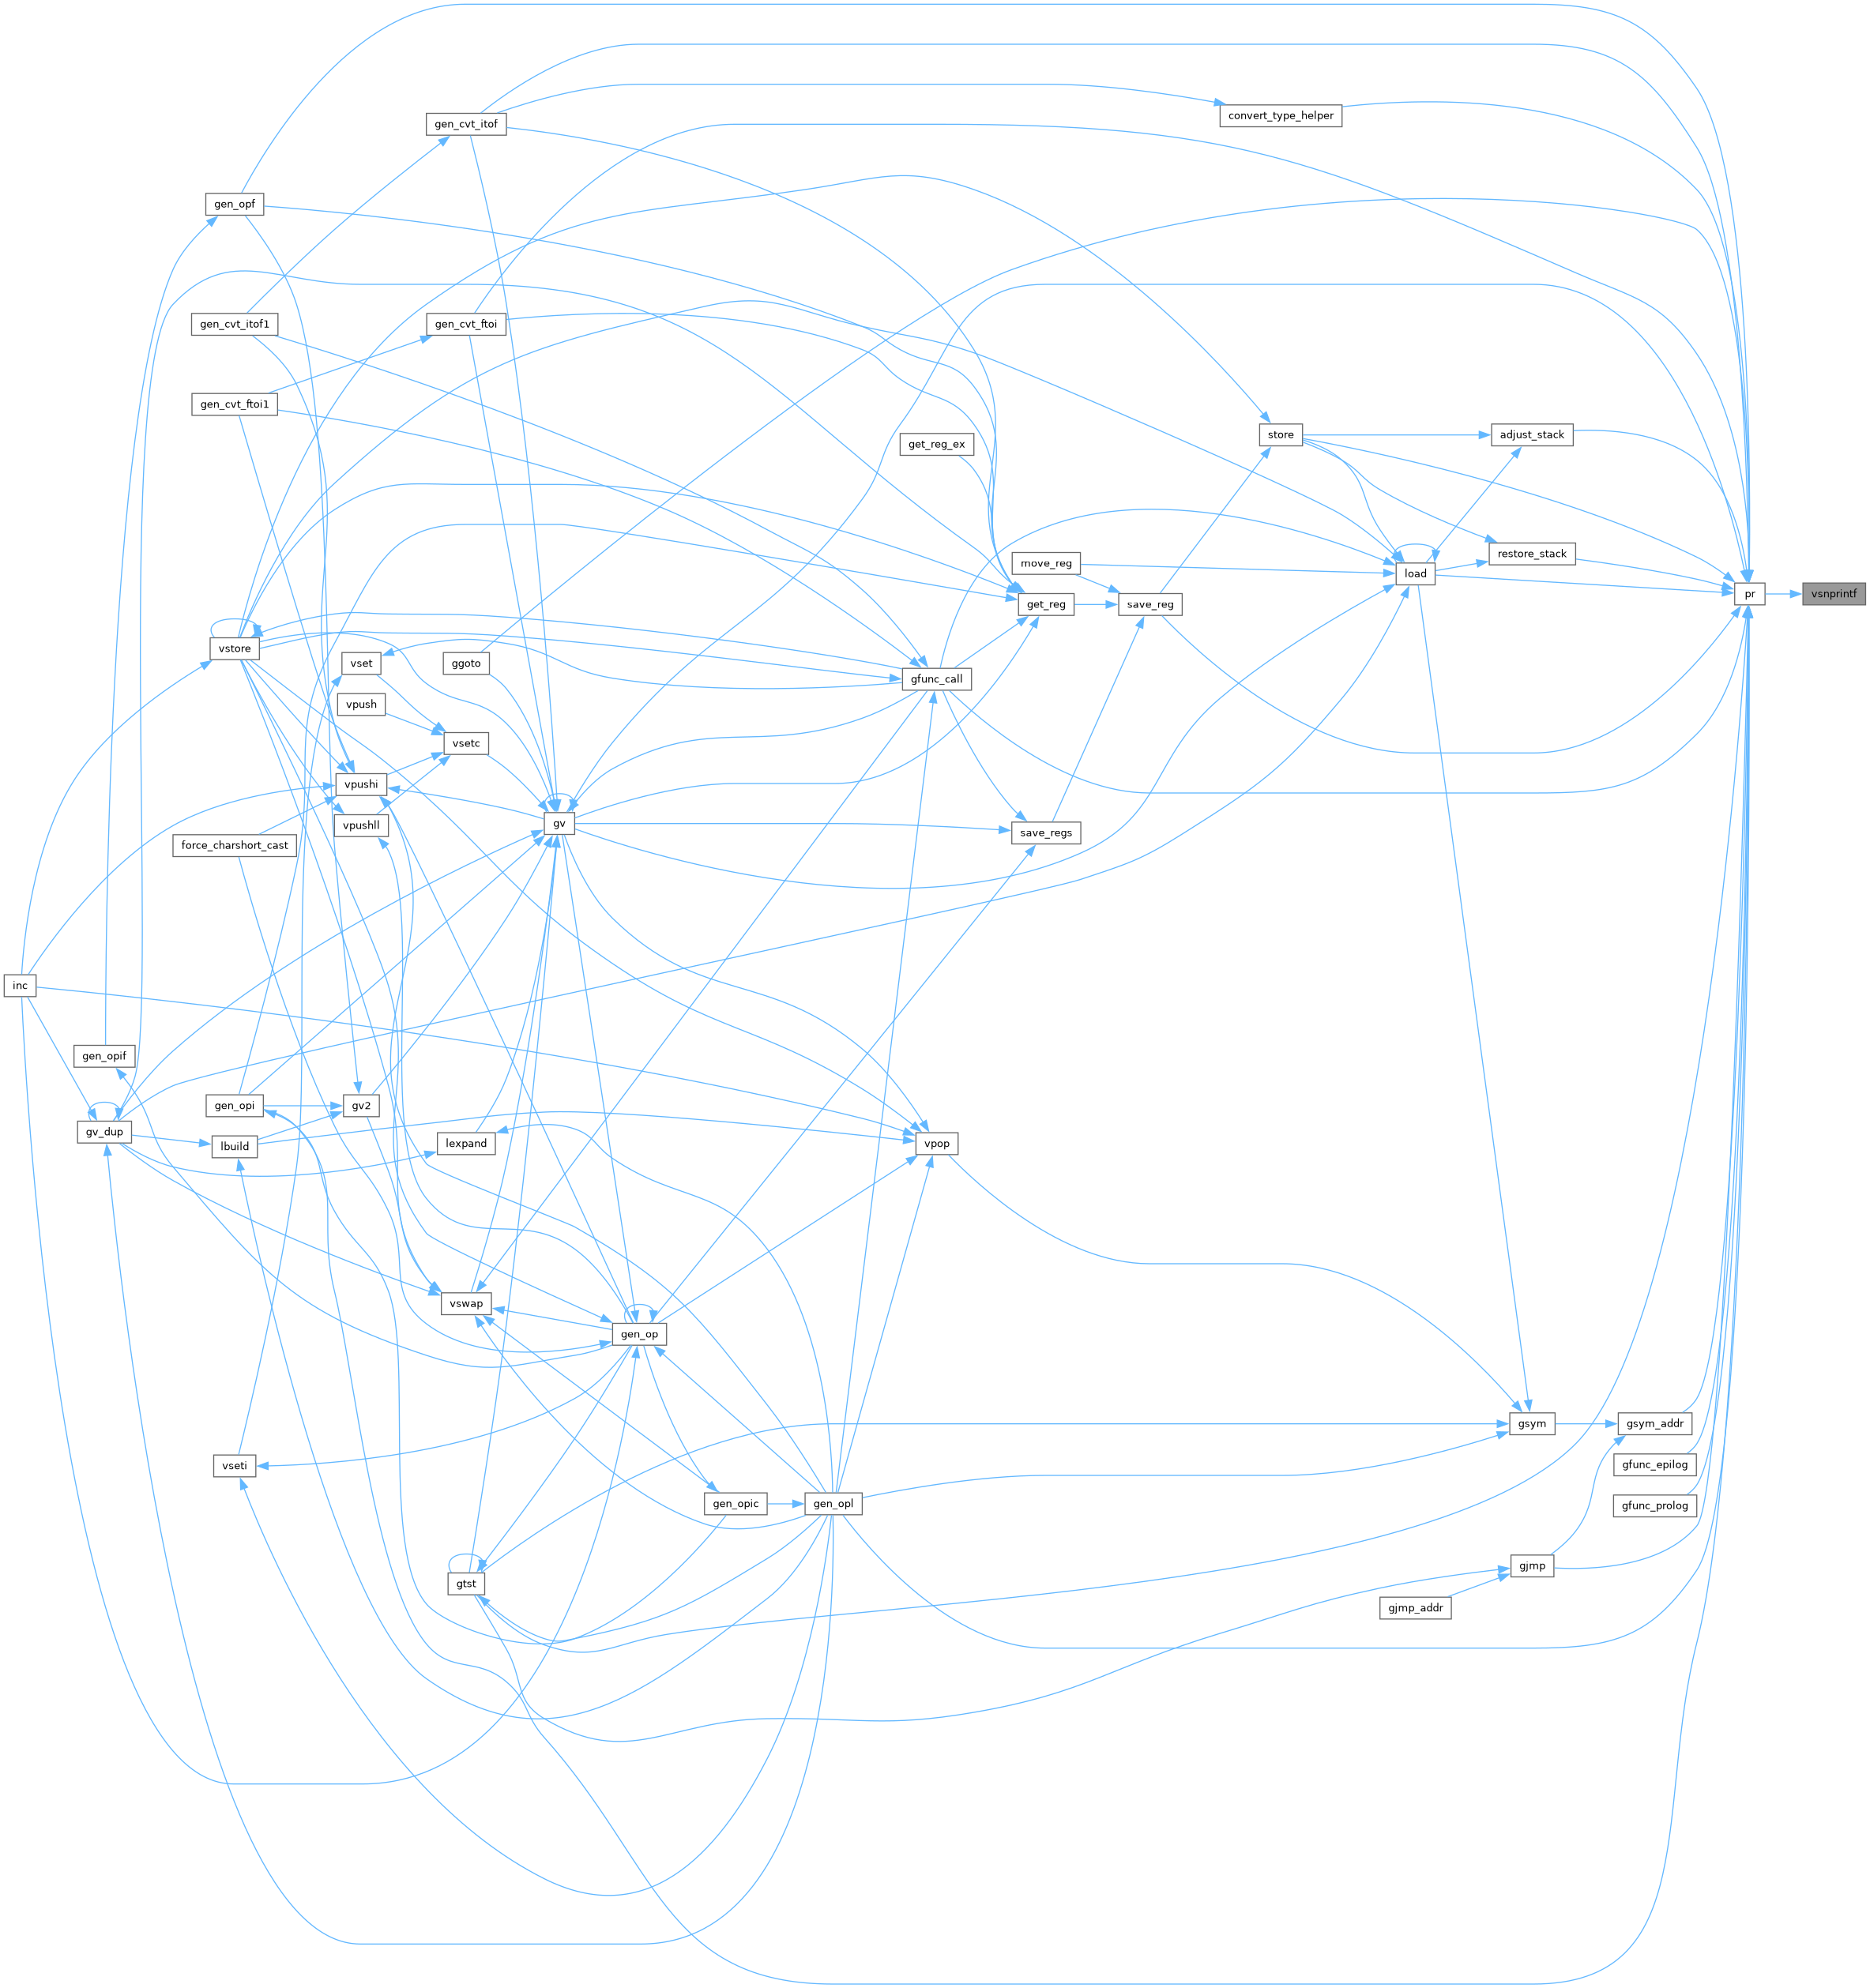 gen_cvt_itof
convert_type_helper
gen_opf
gen_cvt_itof1
gen_cvt_ftoi
gen_cvt_ftoi1
get_reg_ex
store
adjust_stack
restore_stack
move_reg
load
pr
vsnprintf
get_reg
save_reg
vstore
vset
ggoto
gfunc_call
vpush
vsetc
vpushi
vpushll
gv
save_regs
force_charshort_cast
inc
gen_opif
gen_opi
gv2
gv_dup
lbuild
lexpand
vpop
vswap
gen_op
gsym
gsym_addr
vseti
gfunc_epilog
gen_opic
gen_opl
gfunc_prolog
gtst
gjmp
gjmp_addr